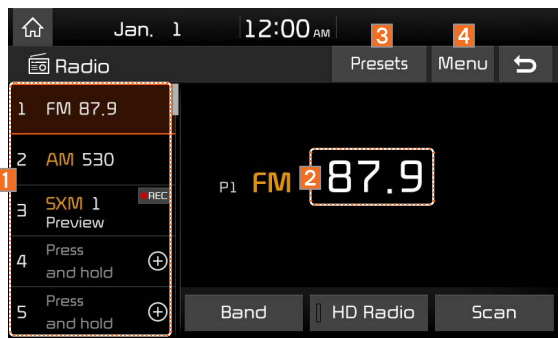 Jan. 1 12:00 AM
3
4
Radio Presets Menu
1 FM 87.9
2 AM 530
3 SXM 1 REC
Preview
4 Press
and hold
5 Press
and hold
1
P1 FM 2 87.9
Band HD Radio Scan